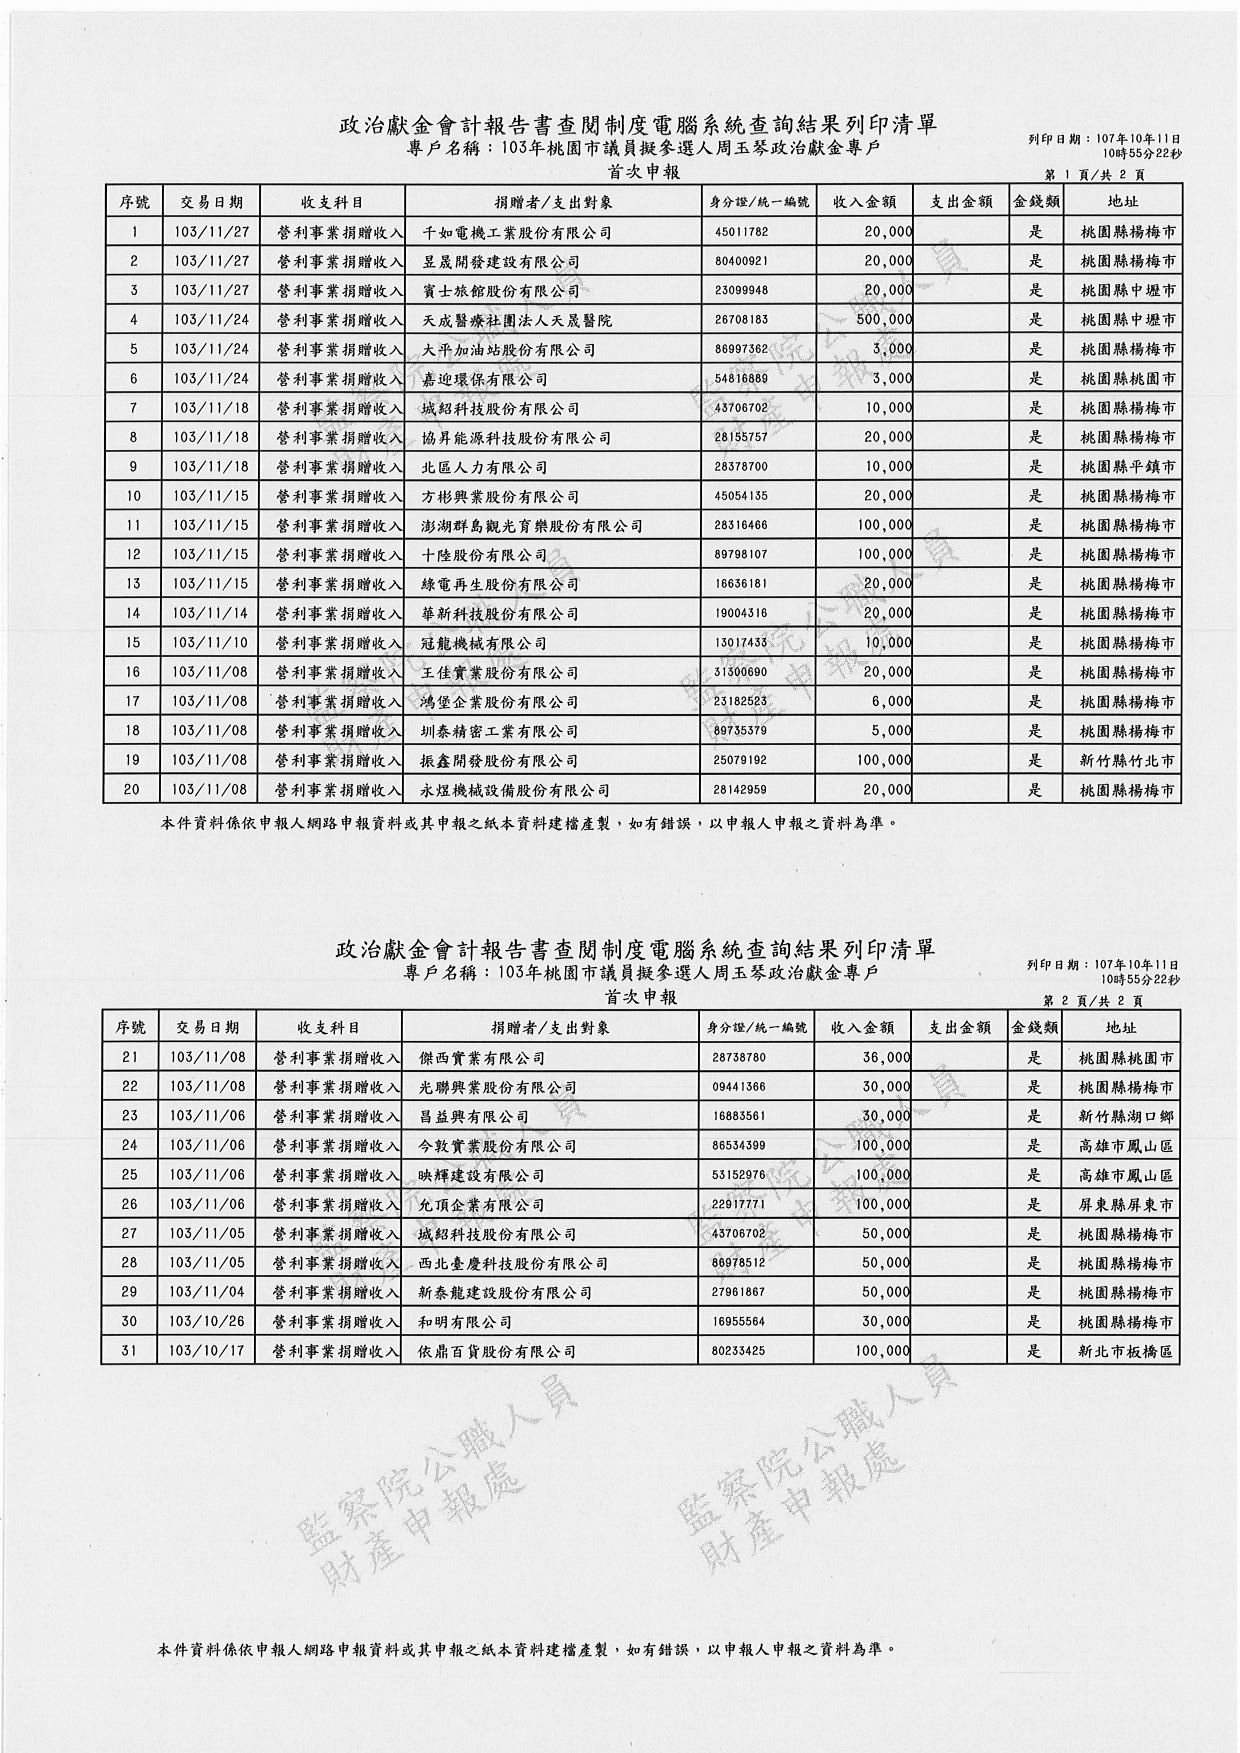 政治獻金會計報告書查閱制度電腦系統查詢結果列印清單
專戶名稱：103年桃園市議員擬參選人周玉琴政治獻金專戶
列印日期：107年10年11日
10時55分22秒
首次申報
第 1 頁/共 2 頁
序號 交易日期 收支科目 捐贈者/支出對象 身分證/統一編號 收入金額 支出金額 金錢類 地址
1 103/11/27 營利事業捐贈收入 千如電機工業股份有限公司 45011782 20,000 是 桃園縣楊梅市
2 103/11/27 營利事業捐贈收入 昱晟開發建設有限公司 80400921 20,000 是 桃園縣楊梅市
3 103/11/27 營利事業捐贈收入 賓士旅館股份有限公司 23099948 20,000 是 桃園縣中壢市
4 103/11/24 營利事業捐贈收入 天成醫療社團法人天晟醫院 26708183 500,000 是 桃園縣中壢市
5 103/11/24 營利事業捐贈收入 大平加油站股份有限公司 86997362 3,000 是 桃園縣楊梅市
6 103/11/24 營利事業捐贈收入 嘉迎環保有限公司 54816889 3,000 是 桃園縣桃園市
7 103/11/18 營利事業捐贈收入 城紹科技股份有限公司 43706702 10,000 是 桃園縣楊梅市
8 103/11/18 營利事業捐贈收入 協昇能源科技股份有限公司 28155757 20,000 是 桃園縣楊梅市
9 103/11/18 營利事業捐贈收入 北區人力有限公司 28378700 10,000 是 桃園縣平鎮市
10 103/11/15 營利事業捐贈收入 方彬興業股份有限公司 45054135 20,000 是 桃園縣楊梅市
11 103/11/15 營利事業捐贈收入 澎湖群島觀光育樂股份有限公司 28316466 100,000 是 桃園縣楊梅市
12 103/11/15 營利事業捐贈收入 十陸股份有限公司 89798107 100,000 是 桃園縣楊梅市
13 103/11/15 營利事業捐贈收入 綠電再生股份有限公司 16636181 20,000 是 桃園縣楊梅市
14 103/11/14 營利事業捐贈收入 華新科技股份有限公司 19004316 20,000 是 桃園縣楊梅市
15 103/11/10 營利事業捐贈收入 冠龍機械有限公司 13017433 10,000 是 桃園縣楊梅市
16 103/11/08 營利事業捐贈收入 王佳實業股份有限公司 31300690 20,000 是 桃園縣楊梅市
17 103/11/08 營利事業捐贈收入 鴻堡企業股份有限公司 23182523 6,000 是 桃園縣楊梅市
18 103/11/08 營利事業捐贈收入 圳泰精密工業有限公司 89735379 5,000 是 桃園縣楊梅市
19 103/11/08 營利事業捐贈收入 振鑫開發股份有限公司 25079192 100,000 是 新竹縣竹北市
20 103/11/08 營利事業捐贈收入 永煜機械設備股份有限公司 28142959 20,000 是 桃園縣楊梅市
本件資料係依申報人網路申報資料或其申報之紙本資料建檔產製，如有錯誤，以申報人申報之資料為準。
監察院公職人員
財產申報處
政治獻金會計報告書查閱制度電腦系統查詢結果列印清單
專戶名稱：103年桃園市議員擬參選人周玉琴政治獻金專戶
列印日期：107年10年11日
10時55分22秒
首次申報
第 2 頁/共 2 頁
序號 交易日期 收支科目 捐贈者/支出對象 身分證/統一編號 收入金額 支出金額 金錢類 地址
21 103/11/08 營利事業捐贈收入 傑西實業有限公司 28738780 36,000 是 桃園縣桃園市
22 103/11/08 營利事業捐贈收入 光聯興業股份有限公司 09441366 30,000 是 桃園縣楊梅市
23 103/11/06 營利事業捐贈收入 昌益興有限公司 16883561 30,000 是 新竹縣湖口鄉
24 103/11/06 營利事業捐贈收入 今敦實業股份有限公司 86534399 100,000 是 高雄市鳳山區
25 103/11/06 營利事業捐贈收入 映輝建設有限公司 53152976 100,000 是 高雄市鳳山區
26 103/11/06 營利事業捐贈收入 允頂企業有限公司 22917771 100,000 是 屏東縣屏東市
27 103/11/05 營利事業捐贈收入 城紹科技股份有限公司 43706702 50,000 是 桃園縣楊梅市
28 103/11/05 營利事業捐贈收入 西北臺慶科技股份有限公司 86978512 50,000 是 桃園縣楊梅市
29 103/11/04 營利事業捐贈收入 新泰龍建設股份有限公司 27961867 50,000 是 桃園縣楊梅市
30 103/10/26 營利事業捐贈收入 和明有限公司 16955564 30,000 是 桃園縣楊梅市
31 103/10/17 營利事業捐贈收入 依鼎百貨股份有限公司 80233425 100,000 是 新北市板橋區
監察院公職人員
財產申報處
監察院公職人員
財產申報處
本件資料係依申報人網路申報資料或其申報之紙本資料建檔產製，如有錯誤，以申報人申報之資料為準。